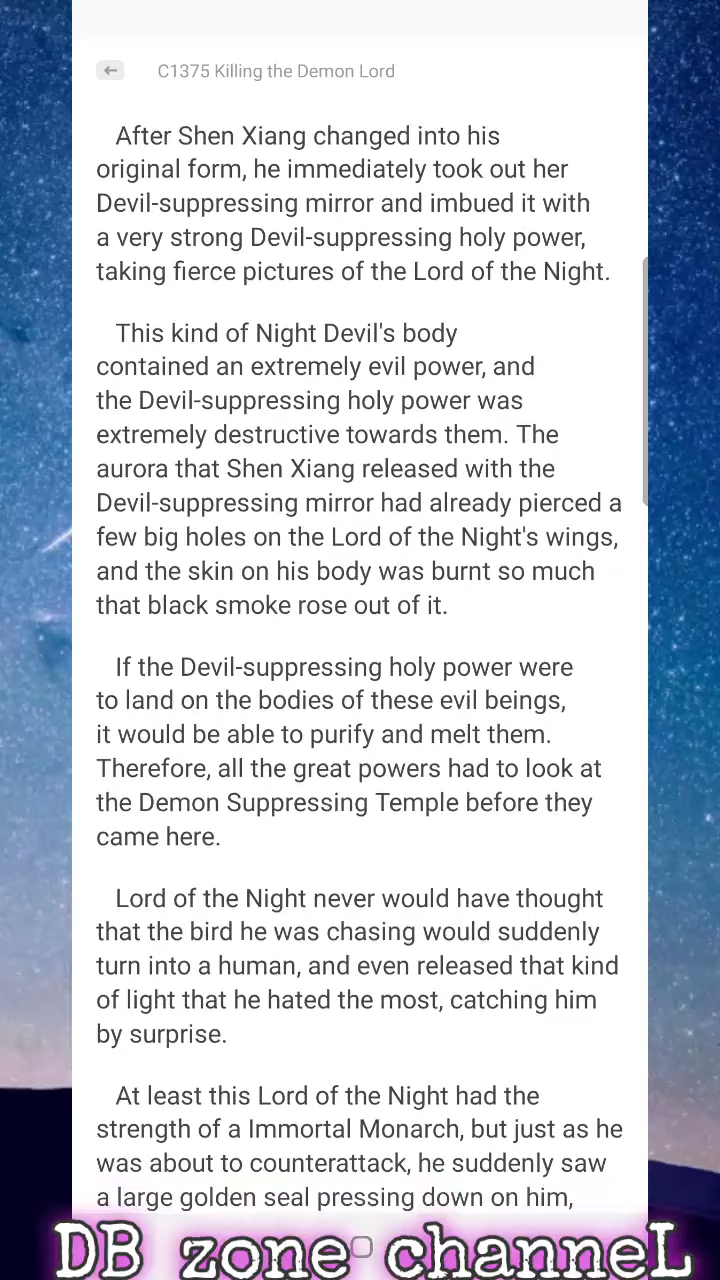 C1375 Killing the Demon Lord
After Shen Xiang changed into his
original form, he immediately took out her
Devil-suppressing mirror and imbued it with
a very strong Devil-suppressing holy power,
taking fierce pictures of the Lord of the Night.
This kind of Night Devil's body
contained an extremely evil power, and
the Devil-suppressing holy power was
extremely destructive towards them. The
aurora that Shen Xiang released with the
Devil-suppressing mirror had already pierced a
few big holes on the Lord of the Night's wings,
and the skin on his body was burnt so much
that black smoke rose out of it.
If the Devil-suppressing holy power were
to land on the bodies of these evil beings,
it would be able to purify and melt them.
Therefore, all the great powers had to look at
the Demon Suppressing Temple before they
came here.
Lord of the Night never would have thought
that the bird he was chasing would suddenly
turn into a human, and even released that kind
of light that he hated the most, catching him
by surprise.
At least this Lord of the Night had the
strength of a Immortal Monarch, but just as he
was about to counterattack, he suddenly saw
a large golden seal pressing down on him,
DB zone channeL